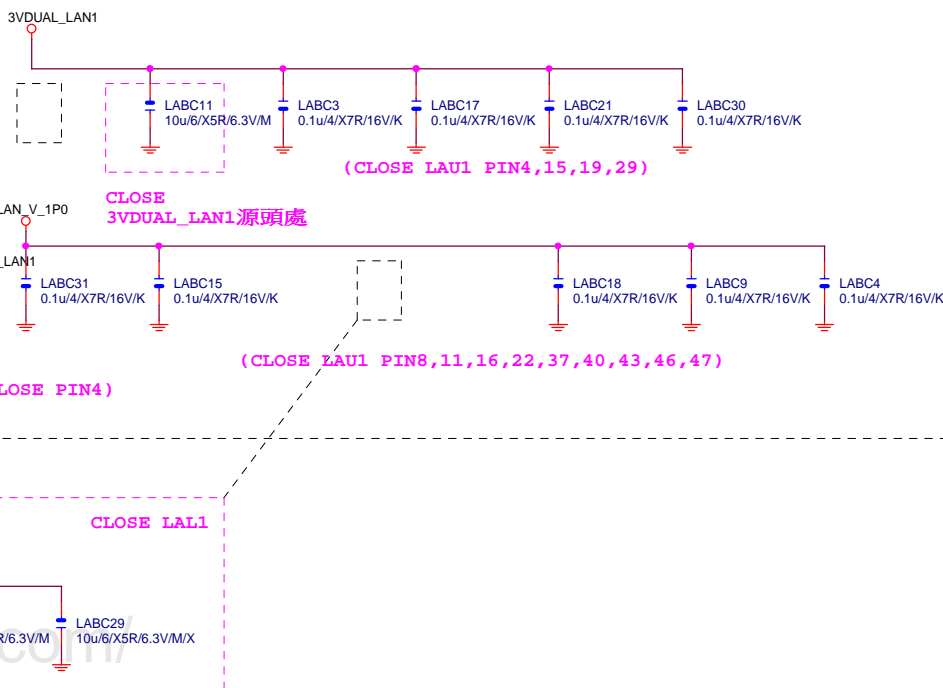 3VDUAL_LAN1
LABC11
10u/6/X5R/6.3V/M
LABC3
0.1u/4/X7R/16V/K
LABC17
0.1u/4/X7R/16V/K
LABC21
0.1u/4/X7R/16V/K
LABC30
0.1u/4/X7R/16V/K
(CLOSE LAU1 PIN4,15,19,29)
CLOSE
3VDUAL_LAN1源頭處
LAN_V_1P0
_LAN1
LABC31
0.1u/4/X7R/16V/K
LABC15
0.1u/4/X7R/16V/K
LABC18
0.1u/4/X7R/16V/K
LABC9
0.1u/4/X7R/16V/K
LABC4
0.1u/4/X7R/16V/K
(CLOSE LAU1 PIN8,11,16,22,37,40,43,46,47)
LOSE PIN4)
CLOSE LAL1
R/6.3V/M
LABC29
10u/6/X5R/6.3V/M/X
com/